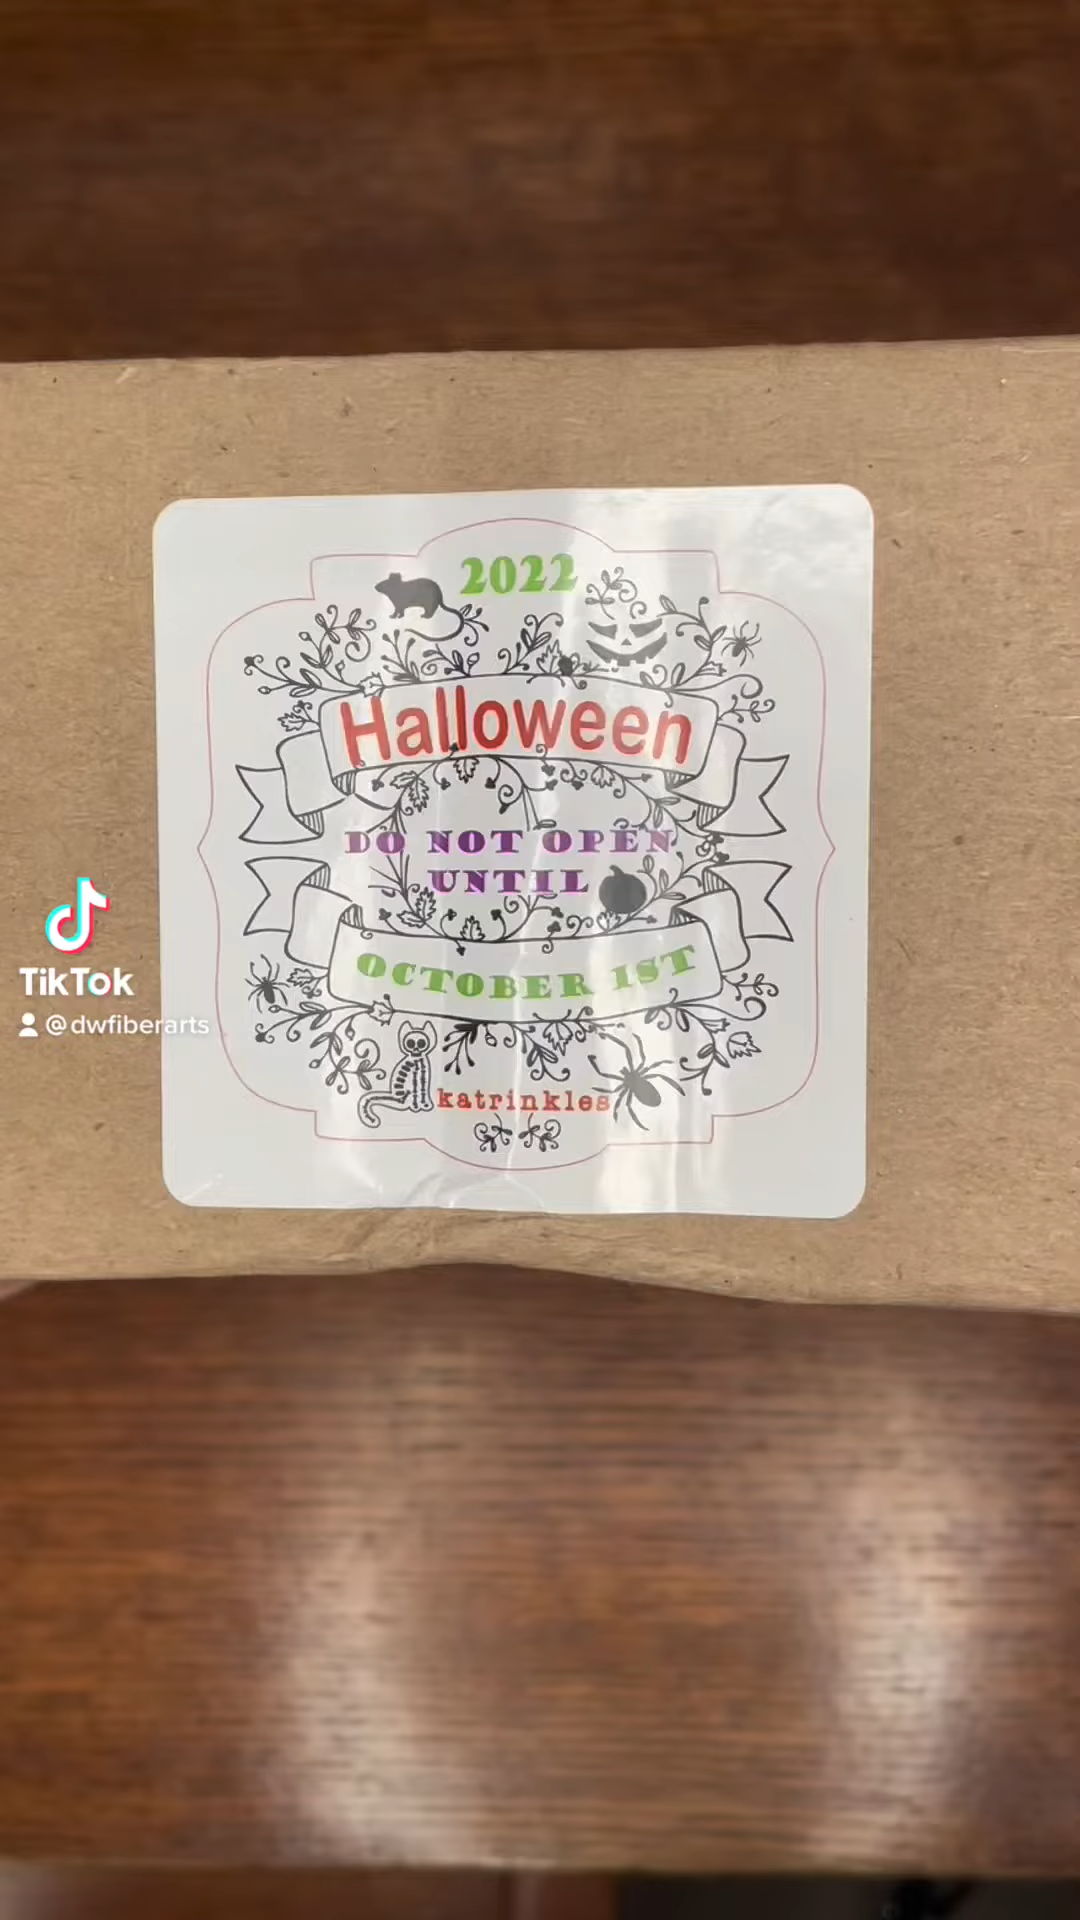 2022
Halloween
DO NOT OPEN
UNTIL
OCTOBER 1ST
katrinkles
TikTok
@dwfiberarts